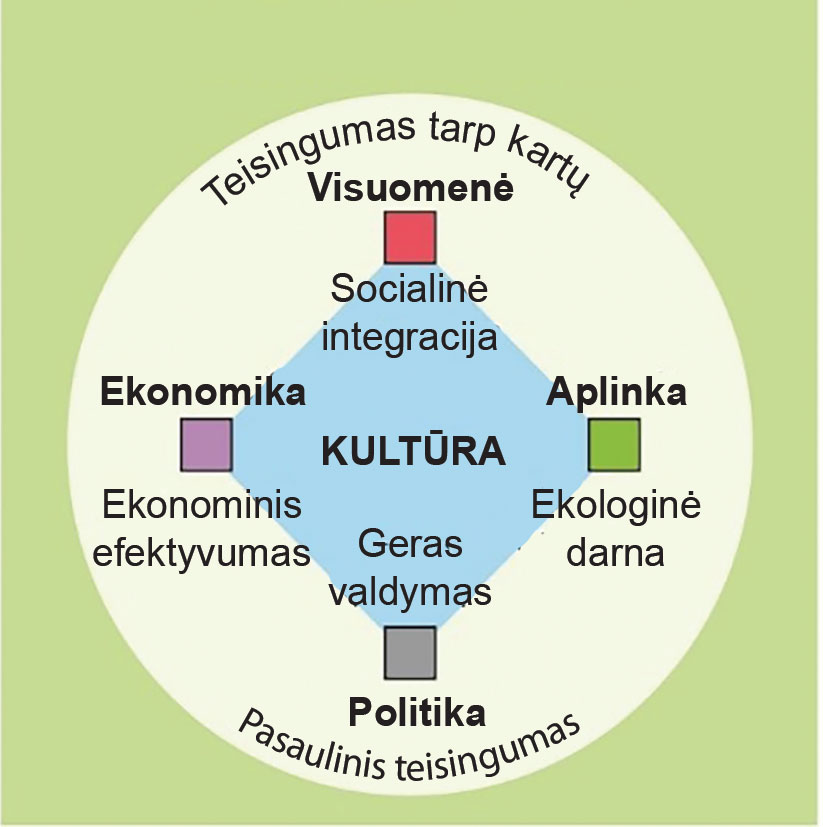 Teisingumas tarp kartų
Visuomenė
Socialinė
integracija
Ekonomika
Aplinka
KULTŪRA
Ekonominis
efektyvumas
Ekologinė
darna
Geras
valdymas
Politika
Pasaulinis teisingumas